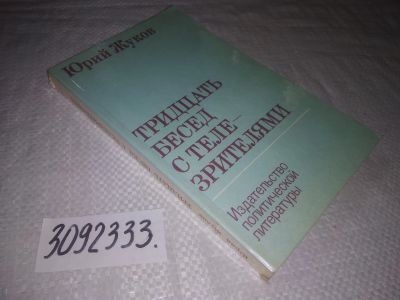 Юрий Жуков
ТРИДЦАТЬ
БЕСЕД
С ТЕЛЕ-
ЗРИТЕЛЯМИ
Издательство
политической
литературы
3092333.